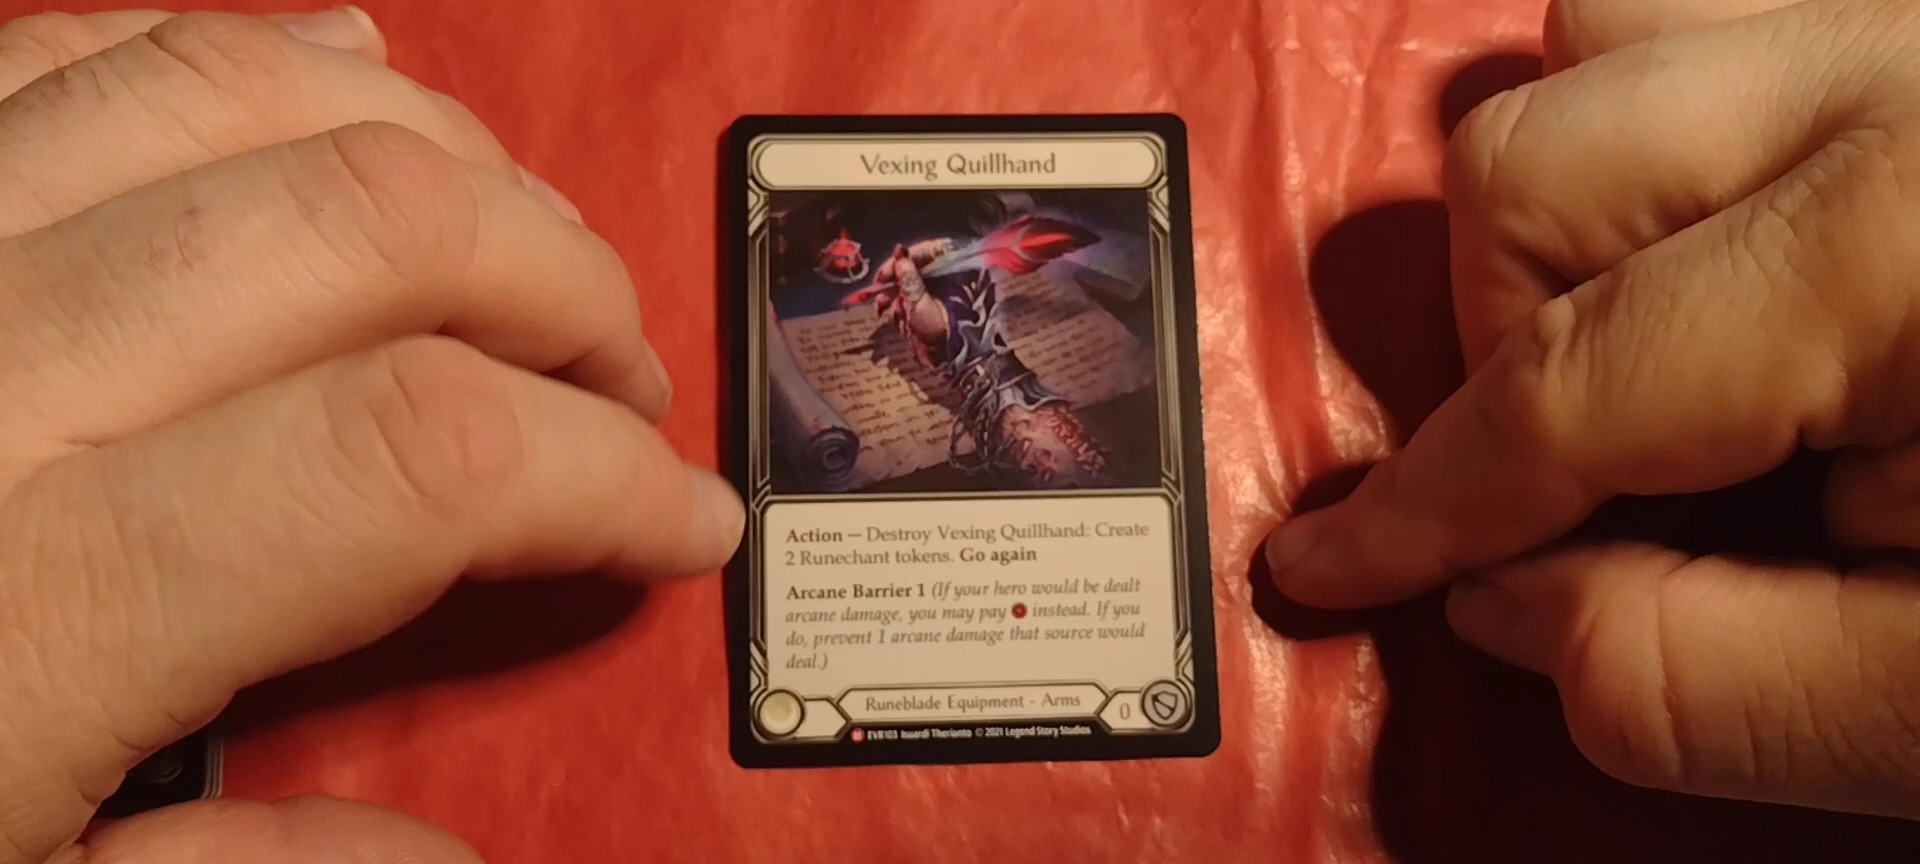 Vexing Quillhand
Action — Destroy Vexing Quillhand: Create
2 Runechant tokens. Go again
Arcane Barrier 1 (If your hero would be dealt
arcane damage, you may pay instead. If you
do, prevent 1 arcane damage that source would
deal.)
Runeblade Equipment - Arms
0
EVR103 Iswardi Therianto © 2021 Legend Story Studios